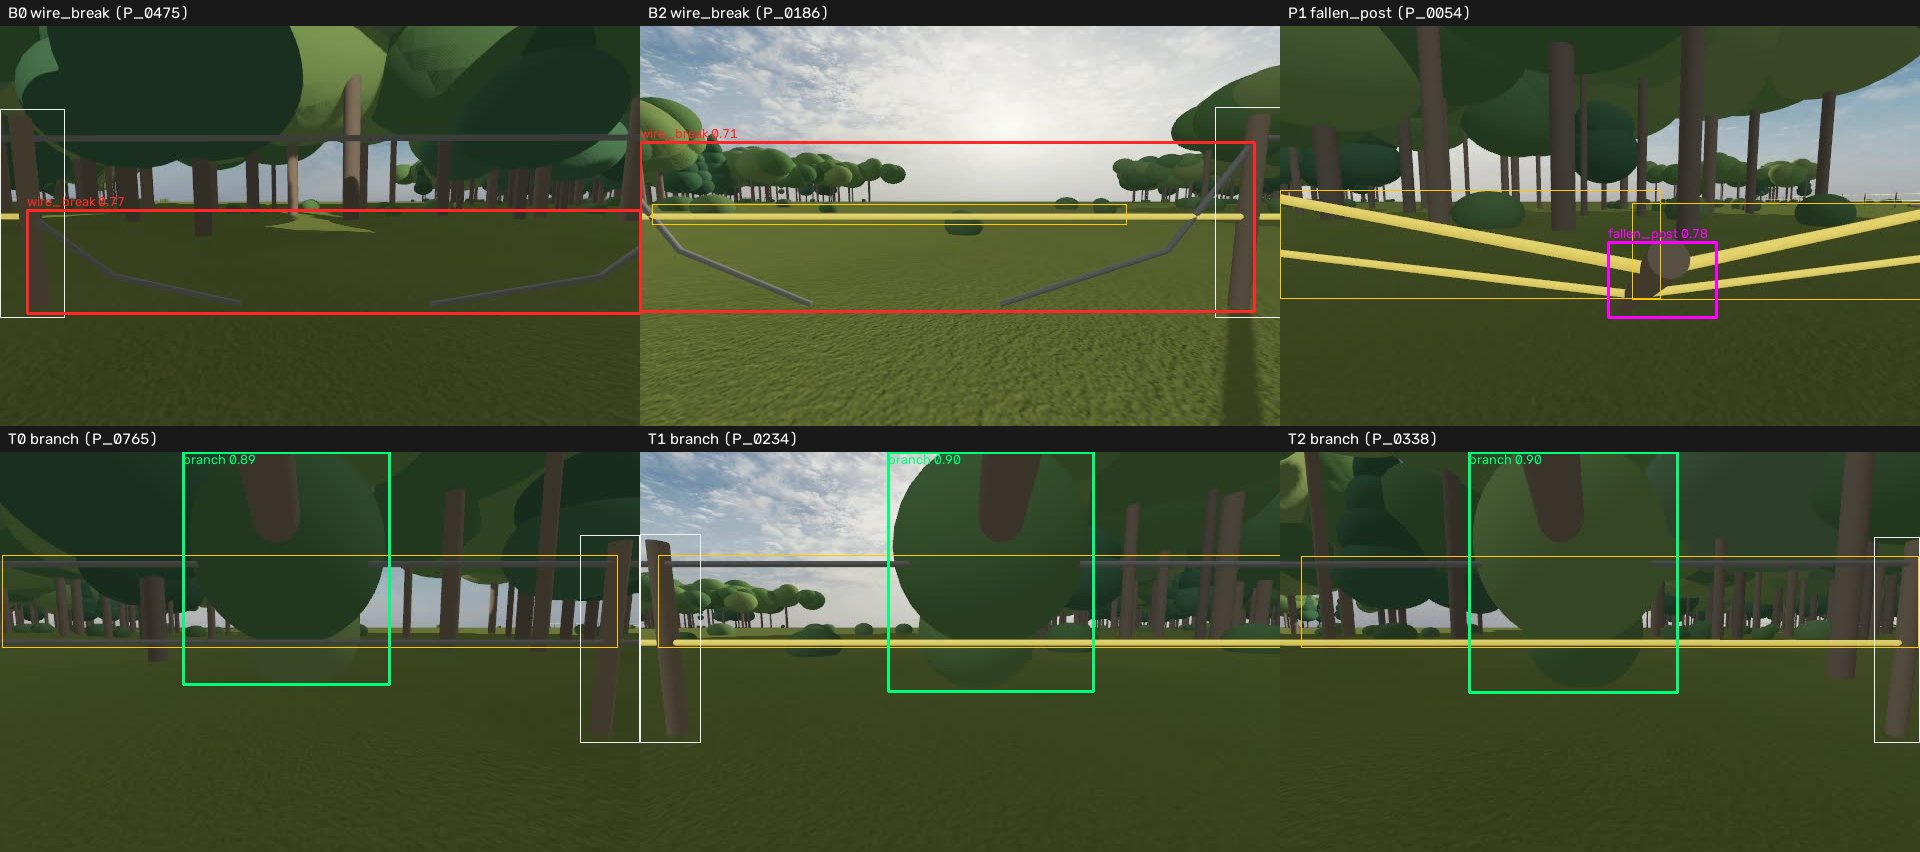 B0 wire_break (P_0475)
B2 wire_break (P_0186)
P1 fallen_post (P_0054)
wire_break 0.77
wire_break 0.71
fallen_post 0.78
T0 branch (P_0765)
T1 branch (P_0234)
T2 branch (P_0338)
branch 0.89
branch 0.90
branch 0.90